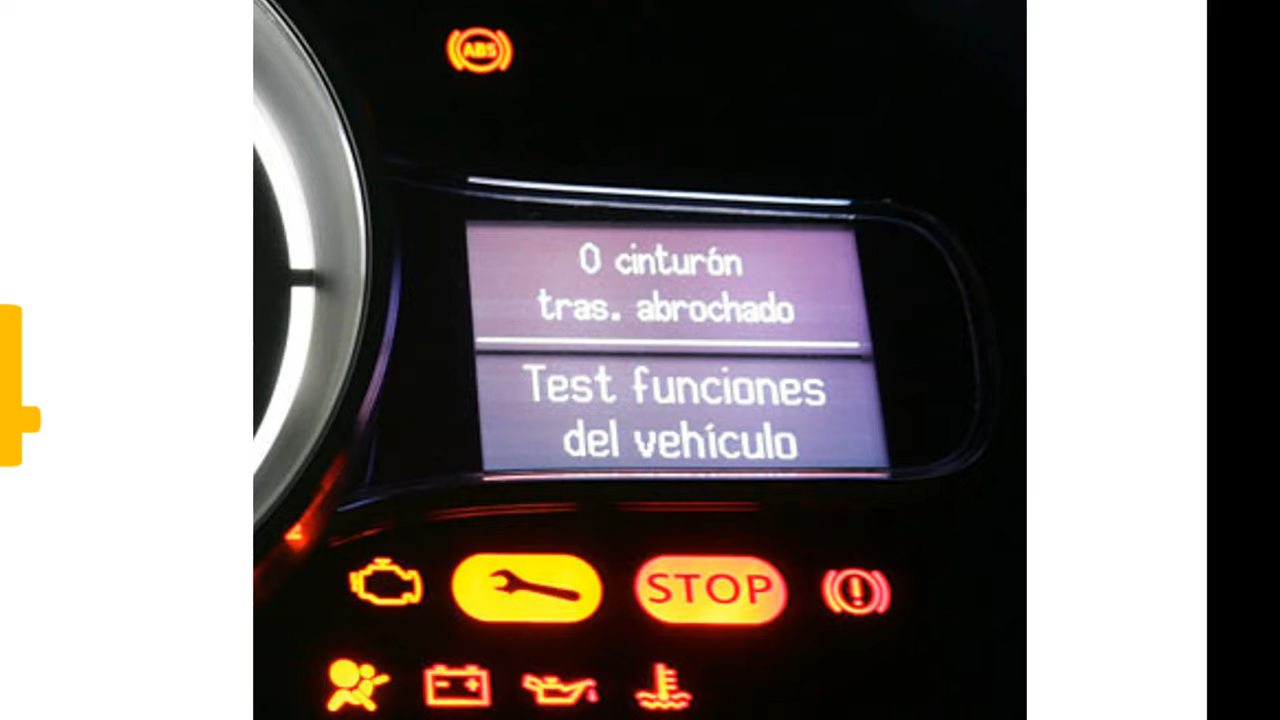 ABS
0 cinturón
tras. abrochado
Test funciones
del vehículo
STOP